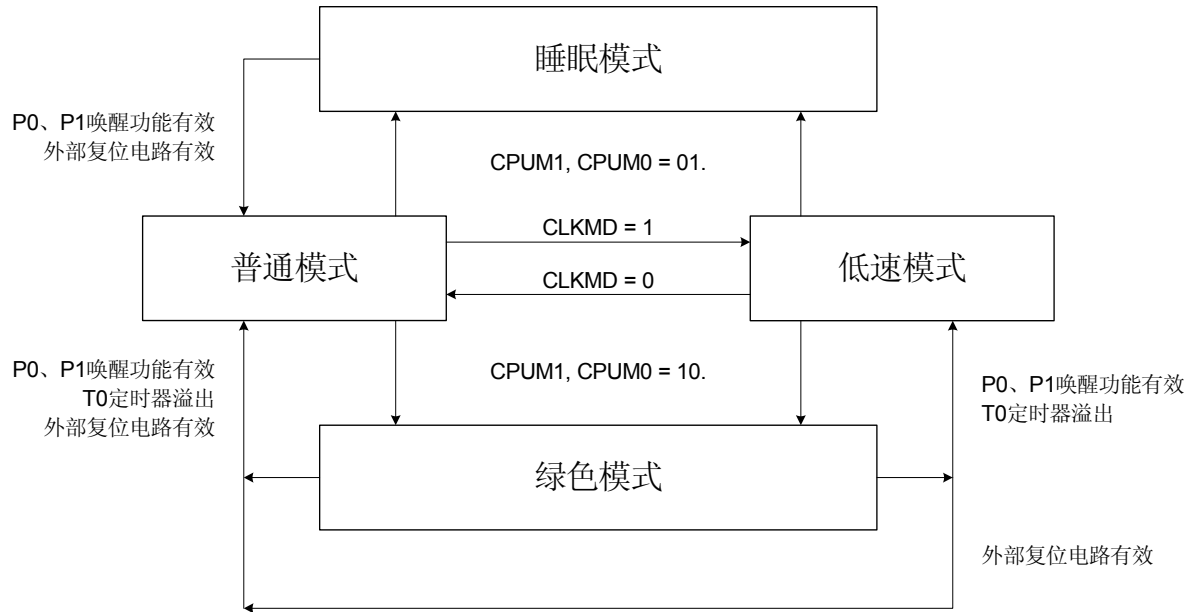 睡眠模式
P0、P1唤醒功能有效
外部复位电路有效
CPUM1, CPUM0 = 01.
普通模式
CLKMD = 1
CLKMD = 0
低速模式
P0、P1唤醒功能有效
T0定时器溢出
外部复位电路有效
CPUM1, CPUM0 = 10.
P0、P1唤醒功能有效
T0定时器溢出
绿色模式
外部复位电路有效